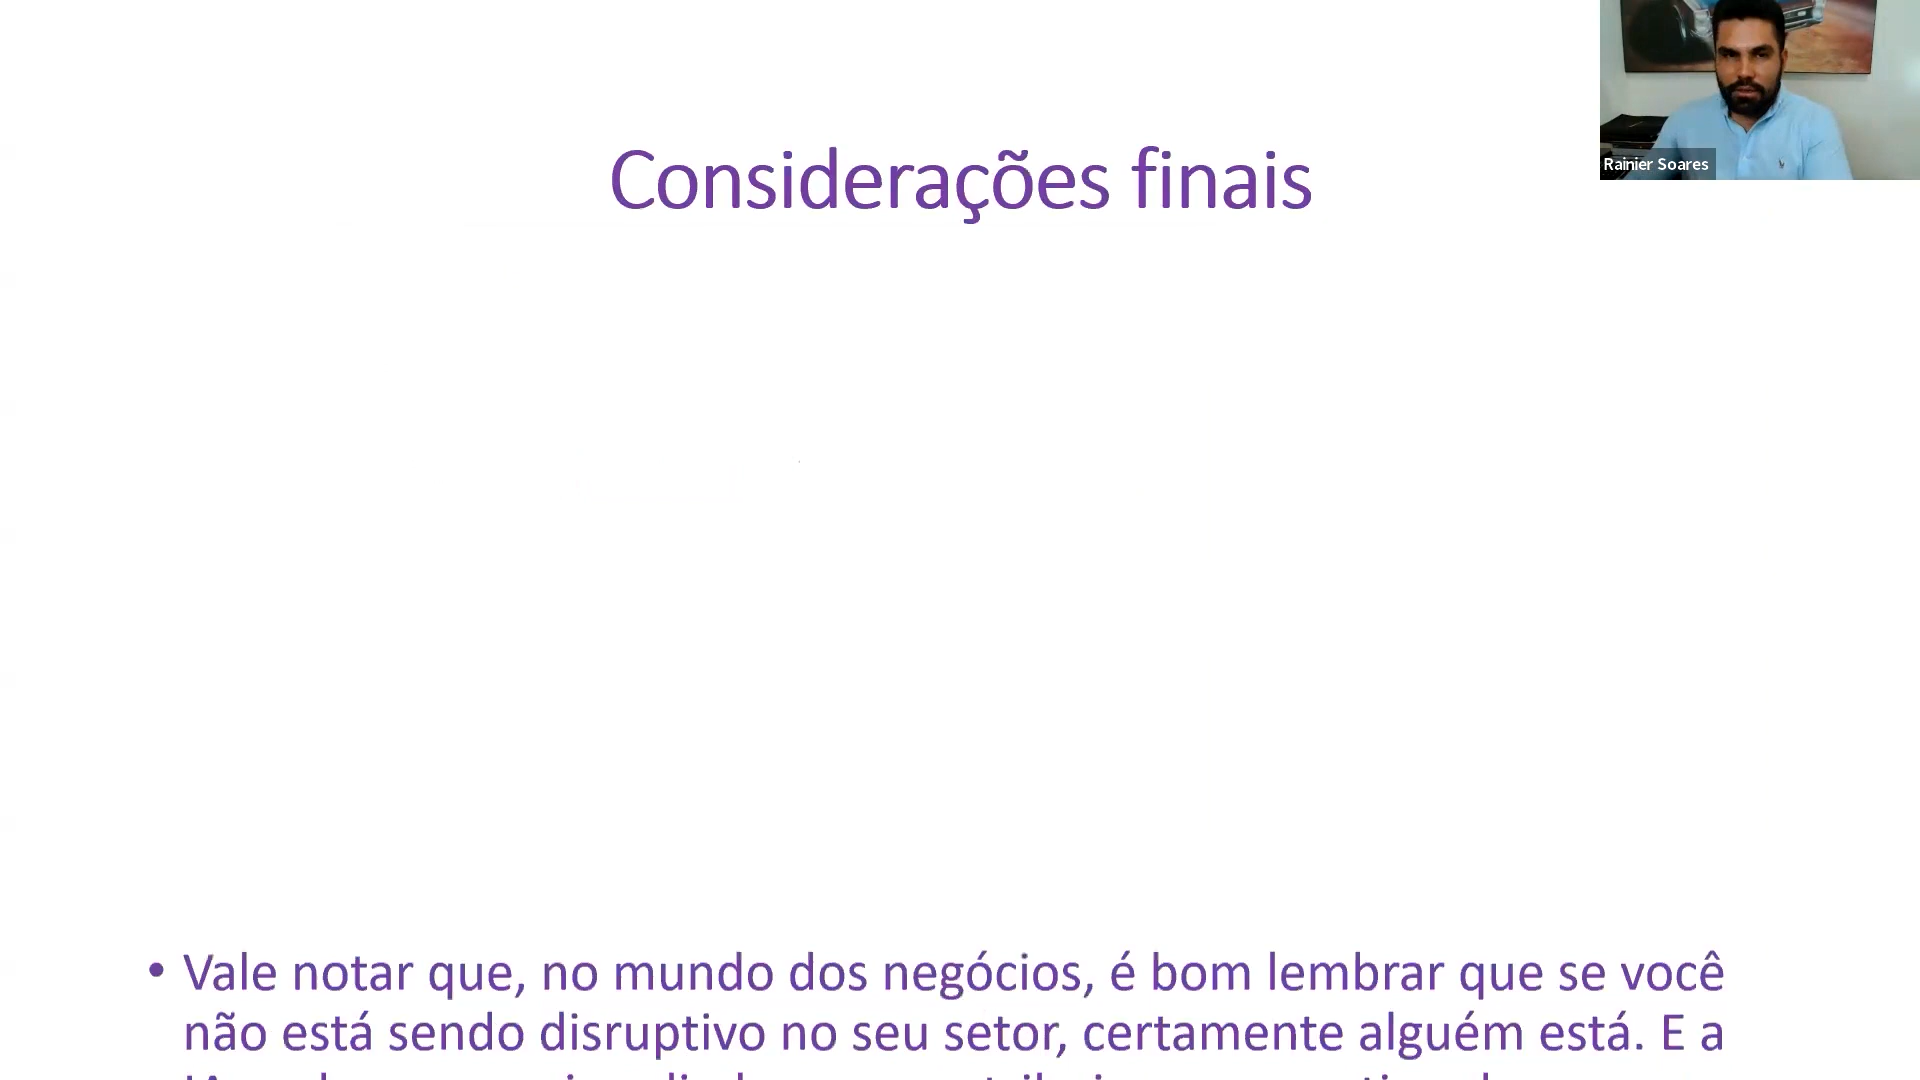 Considerações finais
Rainier Soares
• Vale notar que, no mundo dos negócios, é bom lembrar que se você
não está sendo disruptivo no seu setor, certamente alguém está. E a